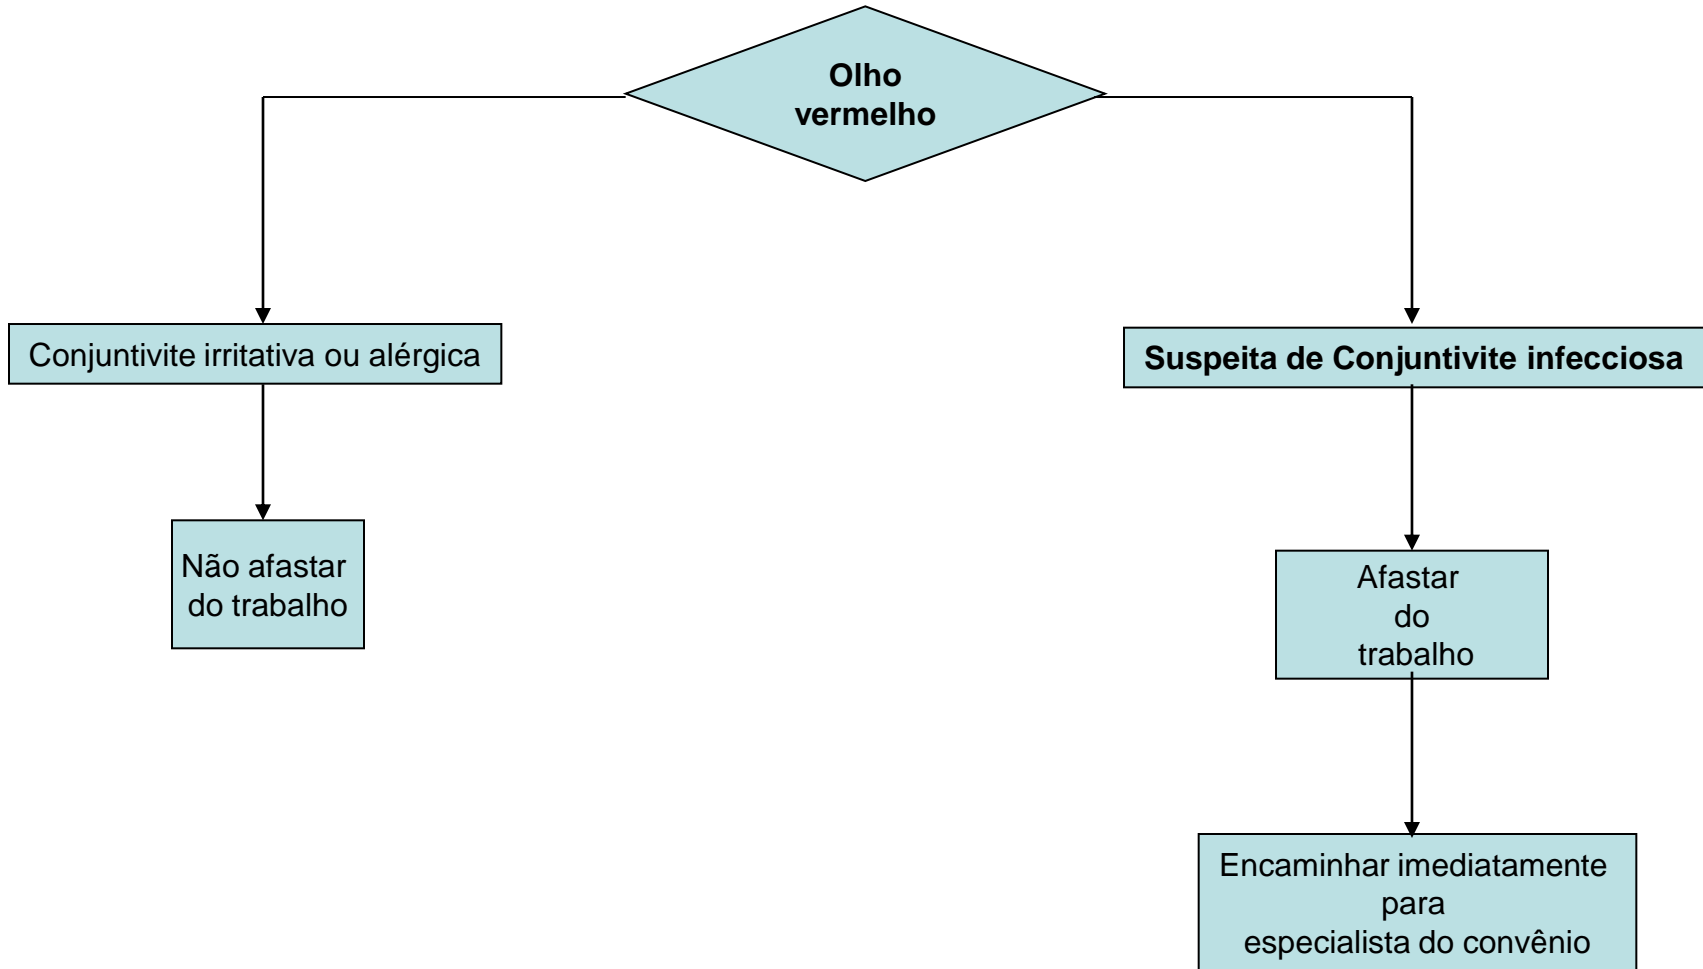 Olho
vermelho
Conjuntivite irritativa ou alérgica
Suspeita de Conjuntivite infecciosa
Não afastar
do trabalho
Afastar
do
trabalho
Encaminhar imediatamente
para
especialista do convênio